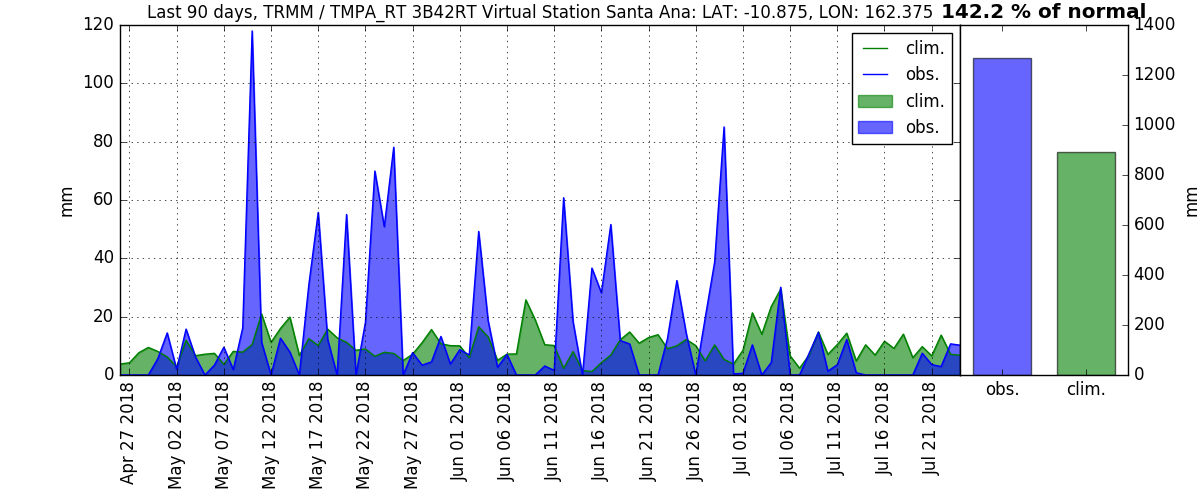 Last 90 days, TRMM / TMPA_RT 3B42RT Virtual Station Santa Ana: LAT: -10.875, LON: 162.375 142.2 % of normal
120
100
80
60
40
20
0
mm
clim.
obs.
clim.
obs.
1400
1200
1000
800
600
400
200
0
mm
obs.
clim.
Apr 27 2018
May 02 2018
May 07 2018
May 12 2018
May 17 2018
May 22 2018
May 27 2018
Jun 01 2018
Jun 06 2018
Jun 11 2018
Jun 16 2018
Jun 21 2018
Jun 26 2018
Jul 01 2018
Jul 06 2018
Jul 11 2018
Jul 16 2018
Jul 21 2018